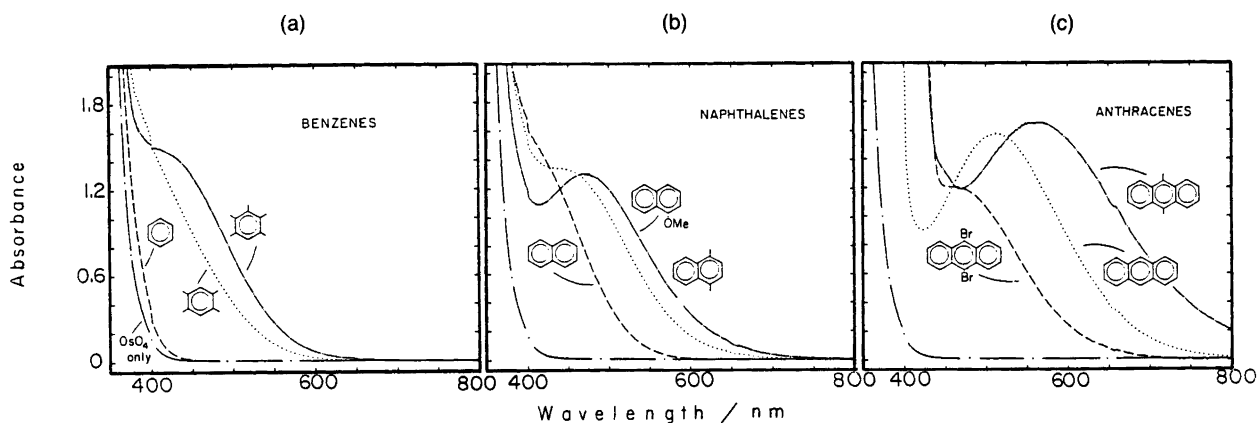 (a) (b) (c)
BENZENES
NAPHTHALENES
ANTHRACENES
1.8
1.2
0.6
0
Absorbance
OsO4
only
OMe
Br
Br
400 600 800
400 600 800
400 600 800
Wavelength / nm